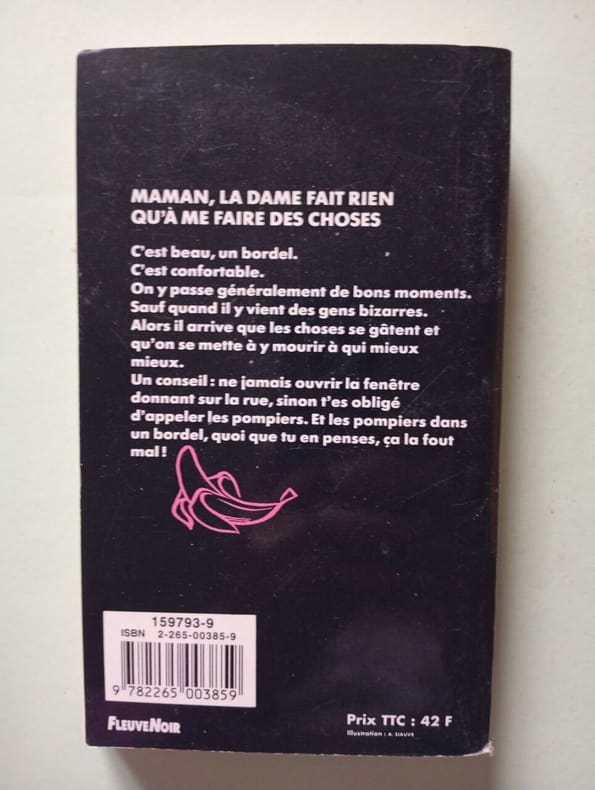 MAMAN, LA DAME FAIT RIEN
QU'À ME FAIRE DES CHOSES
C'est beau, un bordel.
C'est confortable.
On y passe généralement de bons moments.
Sauf quand il y vient des gens bizarres.
Alors il arrive que les choses se gâtent et
qu'on se mette à y mourir à qui mieux
mieux.
Un conseil : ne jamais ouvrir la fenêtre
donnant sur la rue, sinon t'es obligé
d'appeler les pompiers. Et les pompiers dans
un bordel, quoi que tu en penses, ça la fout
mal !
159793-9
ISBN 2-265-00385-9
9 782265 003859
FLEUVE NOIR
Prix TTC : 42 F
Illustration : A. SIAUVE